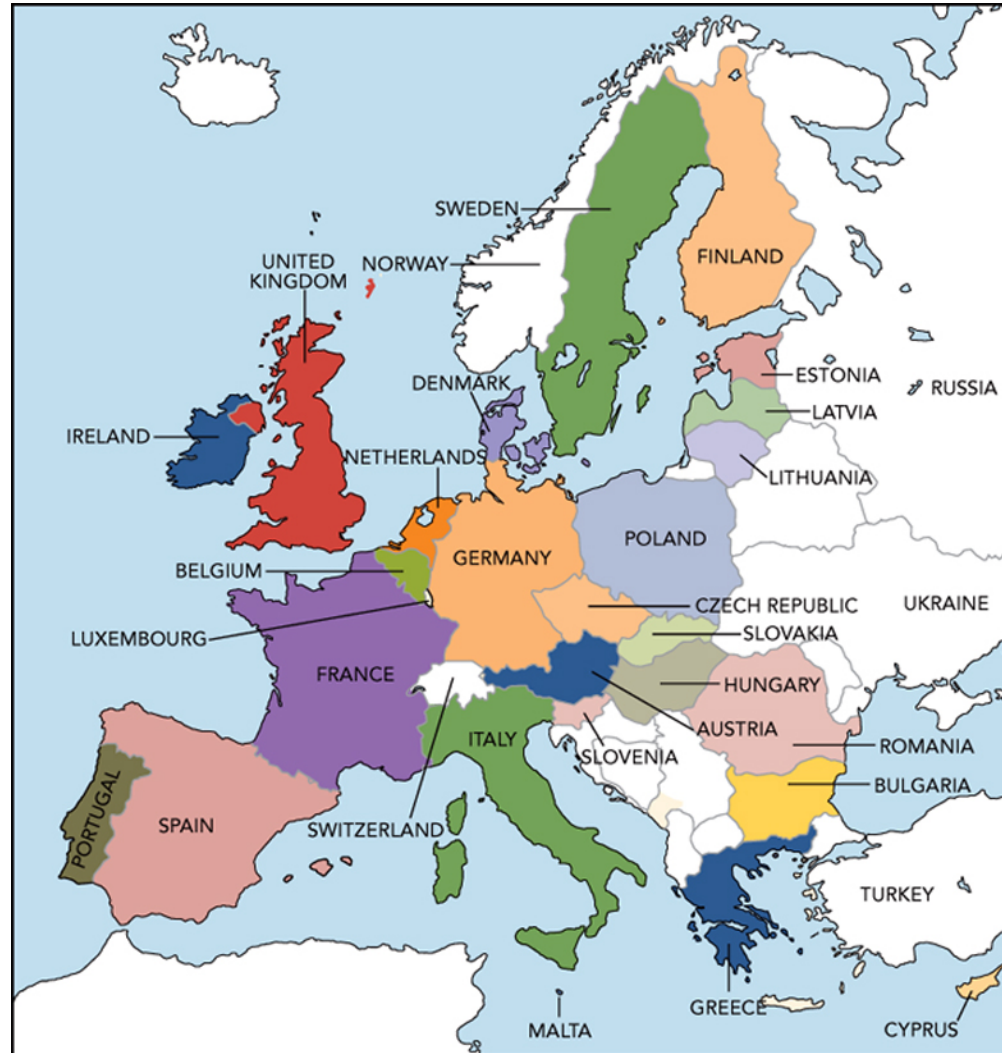 SWEDEN
FINLAND
UNITED
KINGDOM
NORWAY
ESTONIA
DENMARK
RUSSIA
LATVIA
IRELAND
NETHERLANDS
LITHUANIA
POLAND
GERMANY
BELGIUM
CZECH REPUBLIC
UKRAINE
LUXEMBOURG
SLOVAKIA
FRANCE
HUNGARY
AUSTRIA
ITALY
ROMANIA
SLOVENIA
BULGARIA
PORTUGAL
SPAIN
SWITZERLAND
TURKEY
GREECE
MALTA
CYPRUS